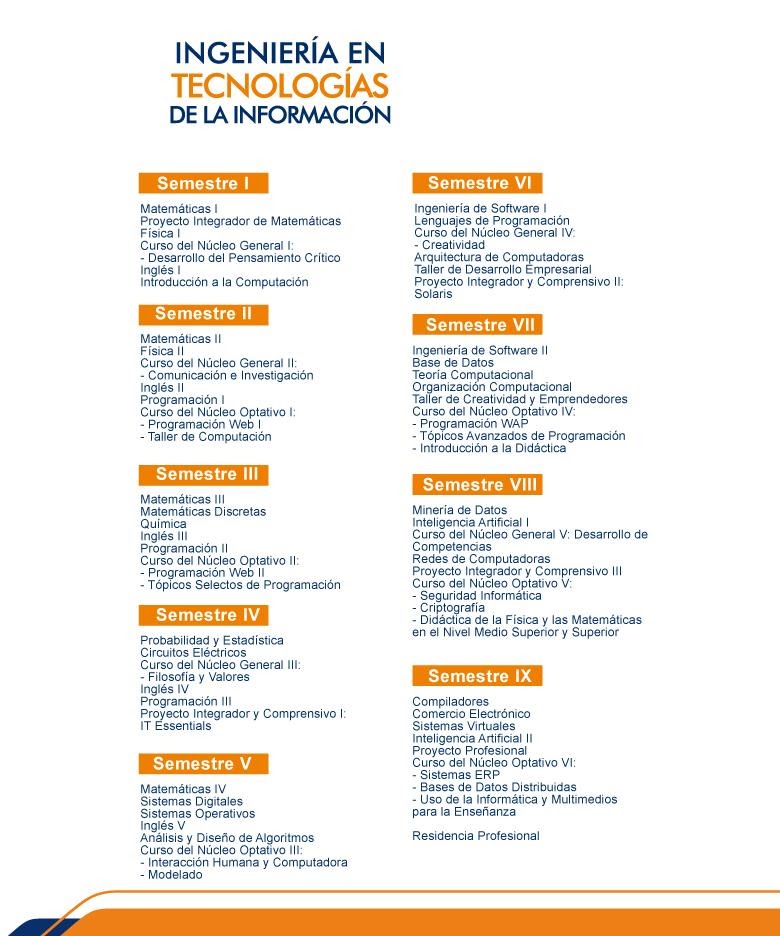 INGENIERÍA EN
TECNOLOGÍAS
DE LA INFORMACIÓN
Semestre I
Matemáticas I
Proyecto Integrador de Matemáticas
Física I
Curso del Núcleo General I:
- Desarrollo del Pensamiento Crítico
Inglés I
Introducción a la Computación
Semestre II
Matemáticas II
Física II
Curso del Núcleo General II:
- Comunicación e Investigación
Inglés II
Programación I
Curso del Núcleo Optativo I:
- Programación Web I
- Taller de Computación
Semestre III
Matemáticas III
Matemáticas Discretas
Química
Inglés III
Programación II
Curso del Núcleo Optativo II:
- Programación Web II
- Tópicos Selectos de Programación
Semestre IV
Probabilidad y Estadística
Circuitos Eléctricos
Curso del Núcleo General III:
- Filosofía y Valores
Inglés IV
Programación III
Proyecto Integrador y Comprensivo I:
IT Essentials
Semestre V
Matemáticas IV
Sistemas Digitales
Sistemas Operativos
Inglés V
Análisis y Diseño de Algoritmos
Curso del Núcleo Optativo III:
- Interacción Humana y Computadora
- Modelado
Semestre VI
Ingeniería de Software I
Lenguajes de Programación
Curso del Núcleo General IV:
- Creatividad
Arquitectura de Computadoras
Taller de Desarrollo Empresarial
Proyecto Integrador y Comprensivo II:
Solaris
Semestre VII
Ingeniería de Software II
Base de Datos
Teoría Computacional
Organización Computacional
Taller de Creatividad y Emprendedores
Curso del Núcleo Optativo IV:
- Programación WAP
- Tópicos Avanzados de Programación
- Introducción a la Didáctica
Semestre VIII
Minería de Datos
Inteligencia Artificial I
Curso del Núcleo General V: Desarrollo de
Competencias
Redes de Computadoras
Proyecto Integrador y Comprensivo III
Curso del Núcleo Optativo V:
- Seguridad Informática
- Criptografía
- Didáctica de la Física y las Matemáticas
en el Nivel Medio Superior y Superior
Semestre IX
Compiladores
Comercio Electrónico
Sistemas Virtuales
Inteligencia Artificial II
Proyecto Profesional
Curso del Núcleo Optativo VI:
- Sistemas ERP
- Bases de Datos Distribuidas
- Uso de la Informática y Multimedios
para la Enseñanza
Residencia Profesional